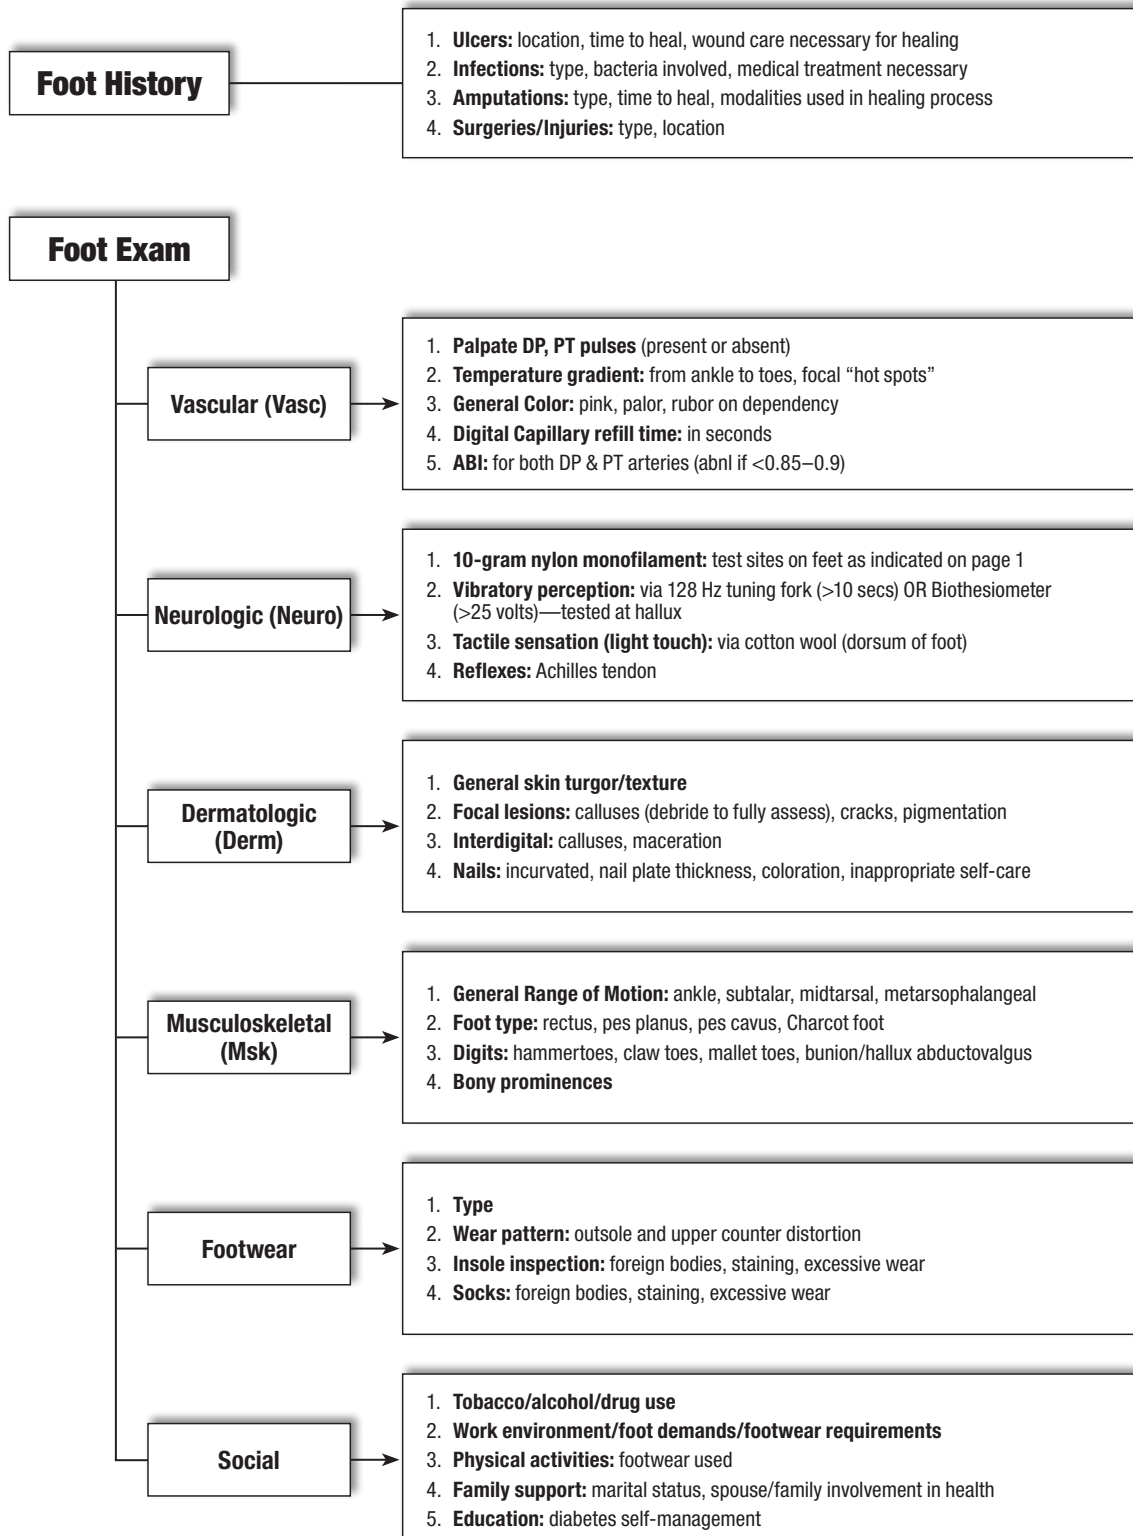 Foot History
1. Ulcers: location, time to heal, wound care necessary for healing
2. Infections: type, bacteria involved, medical treatment necessary
3. Amputations: type, time to heal, modalities used in healing process
4. Surgeries/Injuries: type, location
Foot Exam
Vascular (Vasc)
1. Palpate DP, PT pulses (present or absent)
2. Temperature gradient: from ankle to toes, focal “hot spots”
3. General Color: pink, palor, rubor on dependency
4. Digital Capillary refill time: in seconds
5. ABI: for both DP & PT arteries (abnl if <0.85–0.9)
Neurologic (Neuro)
1. 10-gram nylon monofilament: test sites on feet as indicated on page 1
2. Vibratory perception: via 128 Hz tuning fork (>10 secs) OR Biothesiometer
(>25 volts)—tested at hallux
3. Tactile sensation (light touch): via cotton wool (dorsum of foot)
4. Reflexes: Achilles tendon
Dermatologic
(Derm)
1. General skin turgor/texture
2. Focal lesions: calluses (debride to fully assess), cracks, pigmentation
3. Interdigital: calluses, maceration
4. Nails: incurvated, nail plate thickness, coloration, inappropriate self-care
Musculoskeletal
(Msk)
1. General Range of Motion: ankle, subtalar, midtarsal, metarsophalangeal
2. Foot type: rectus, pes planus, pes cavus, Charcot foot
3. Digits: hammertoes, claw toes, mallet toes, bunion/hallux abductovalgus
4. Bony prominences
Footwear
1. Type
2. Wear pattern: outsole and upper counter distortion
3. Insole inspection: foreign bodies, staining, excessive wear
4. Socks: foreign bodies, staining, excessive wear
Social
1. Tobacco/alcohol/drug use
2. Work environment/foot demands/footwear requirements
3. Physical activities: footwear used
4. Family support: marital status, spouse/family involvement in health
5. Education: diabetes self-management